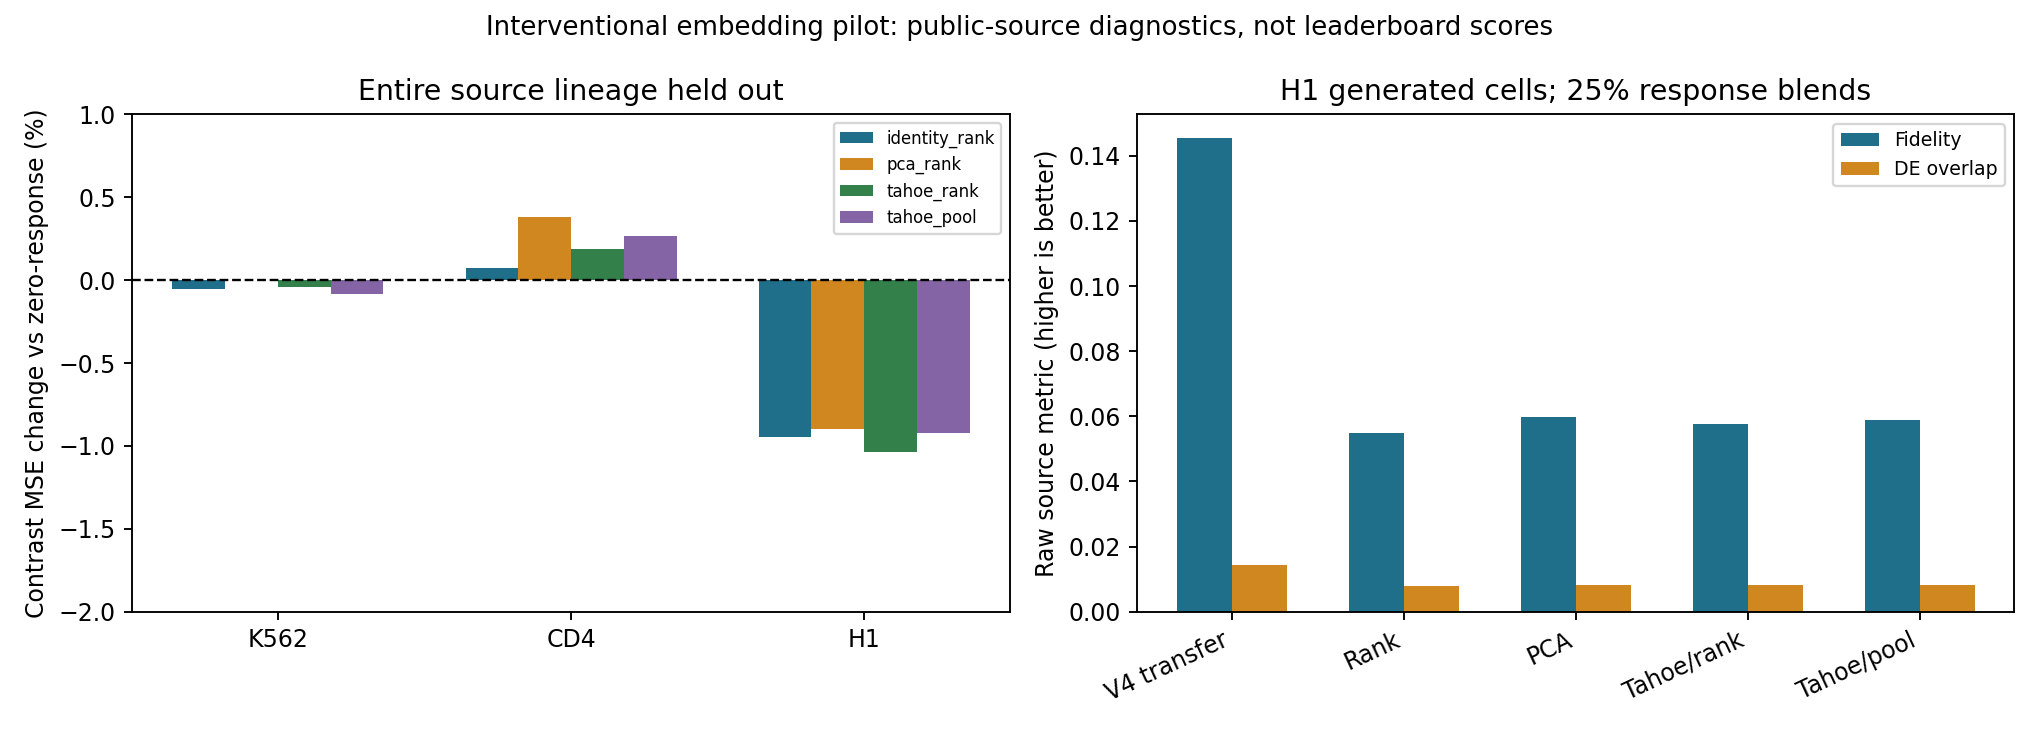 Interventional embedding pilot: public-source diagnostics, not leaderboard scores
Entire source lineage held out
Contrast MSE change vs zero-response (%)
1.0
0.5
0.0
−0.5
−1.0
−1.5
−2.0
K562
CD4
H1
identity_rank
pca_rank
tahoe_rank
tahoe_pool
H1 generated cells; 25% response blends
Raw source metric (higher is better)
0.14
0.12
0.10
0.08
0.06
0.04
0.02
0.00
V4 transfer
Rank
PCA
Tahoe/rank
Tahoe/pool
Fidelity
DE overlap